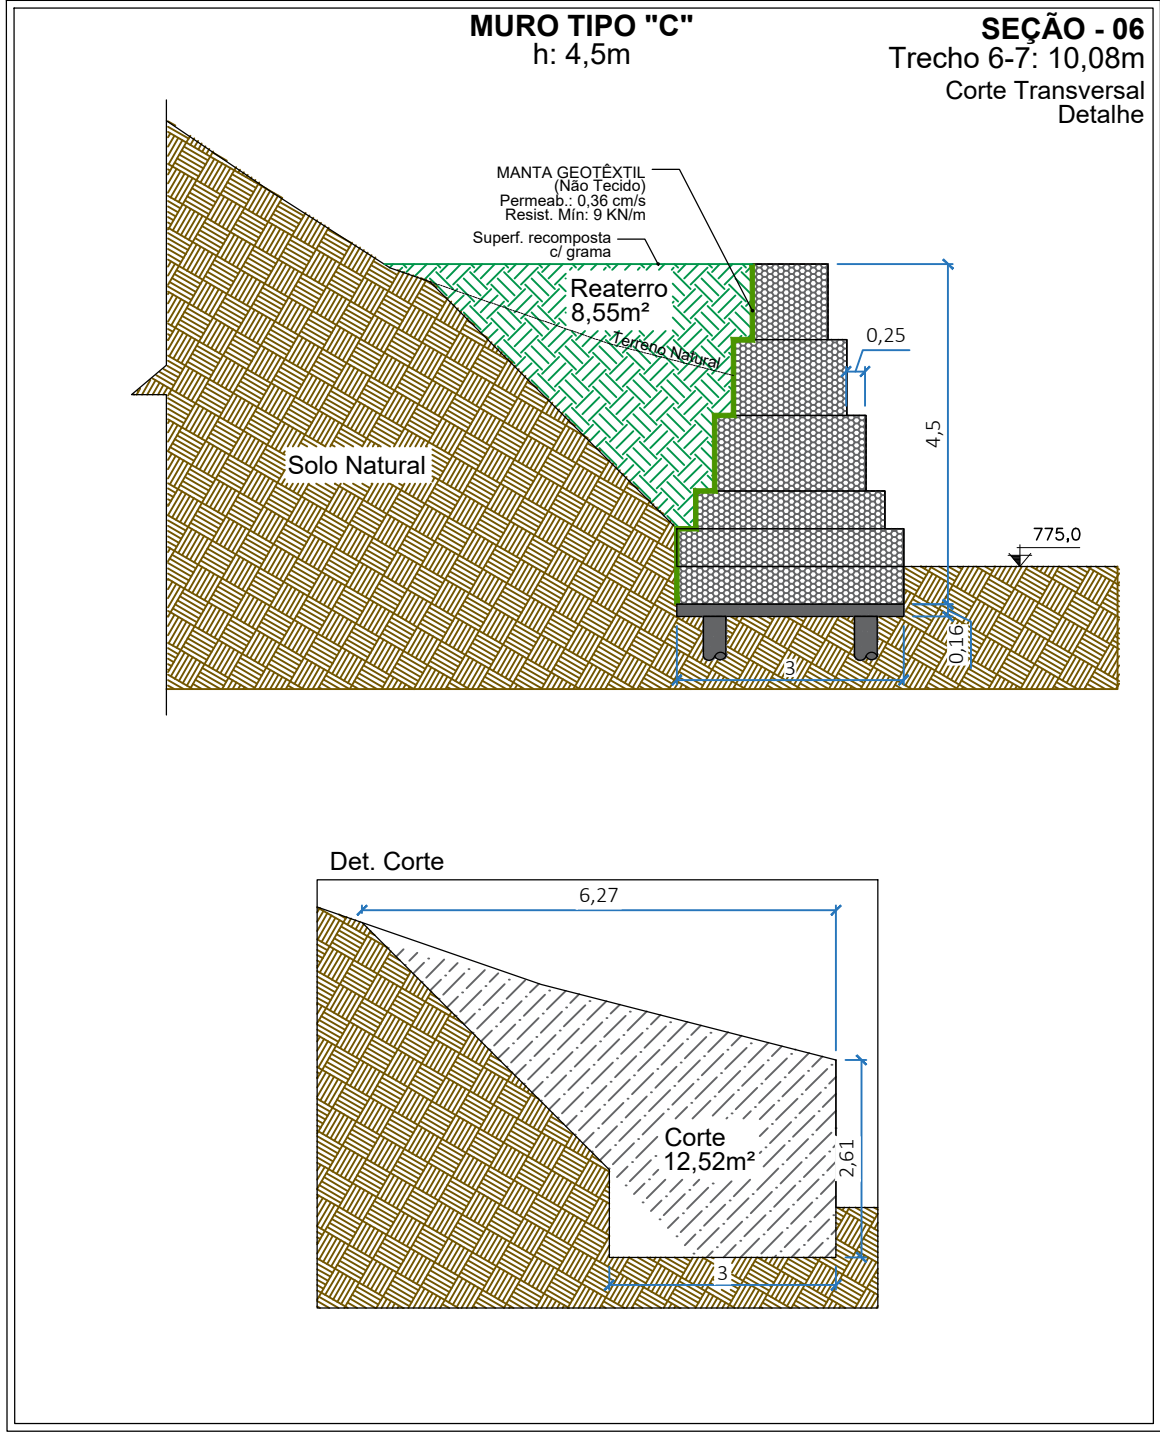 MURO TIPO "C"
h: 4,5m
SEÇÃO - 06
Trecho 6-7: 10,08m
Corte Transversal
Detalhe
MANTA GEOTÊXTIL
(Não Tecido)
Permeab.: 0,36 cm/s
Resist. Mín: 9 KN/m
Superf. recomposta
c/ grama
Reaterro
8,55m²
Terreno Natural
0,25
4,5
Solo Natural
775,0
0,16
3
Det. Corte
6,27
Corte
12,52m²
2,61
3